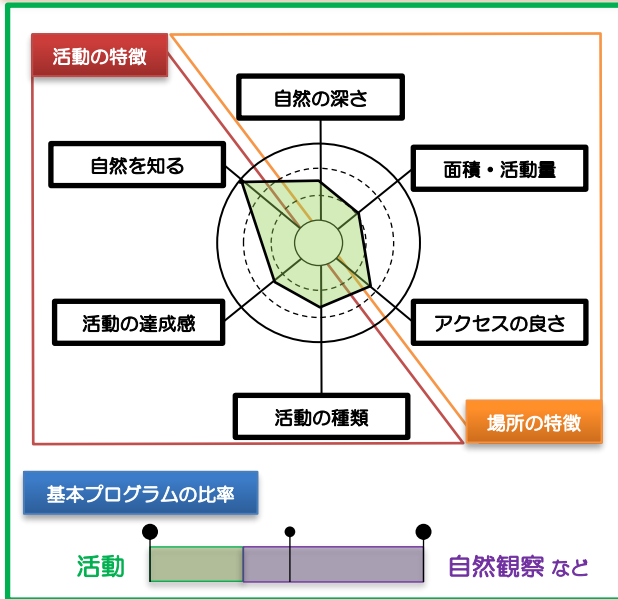 活動の特徴
自然の深さ
自然を知る
面積・活動量
活動の達成感
アクセスの良さ
活動の種類
場所の特徴
基本プログラムの比率
活動
自然観察 など